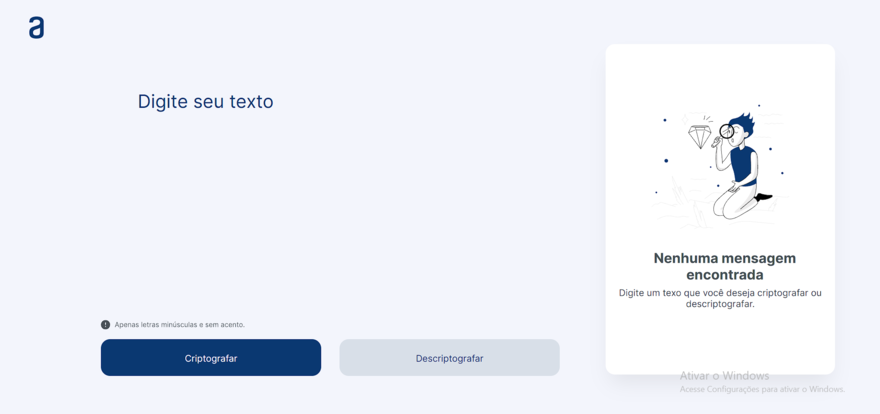 a
Digite seu texto
Nenhuma mensagem
encontrada
Digite um texo que você deseja criptografar ou
descriptografar.
! Apenas letras minúsculas e sem acento.
Criptografar
Descriptografar
Ativar o Windows
Acesse Configurações para ativar o Windows.